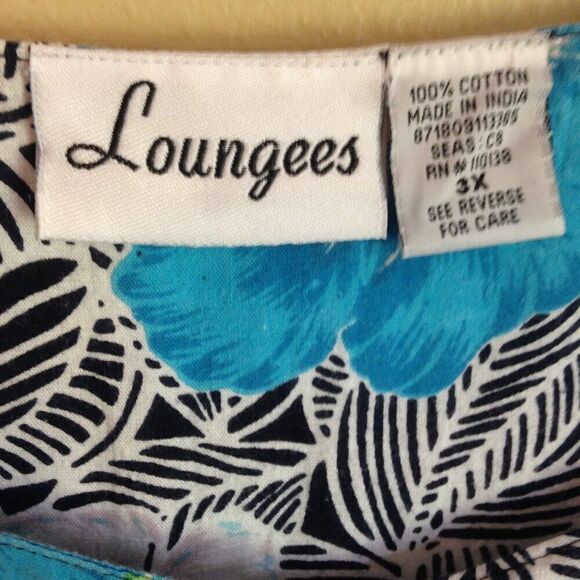 Loungees
100% COTTON
MADE IN INDIA
871809113365
SEAS: C8
RN # 110138
3X
SEE REVERSE
FOR CARE